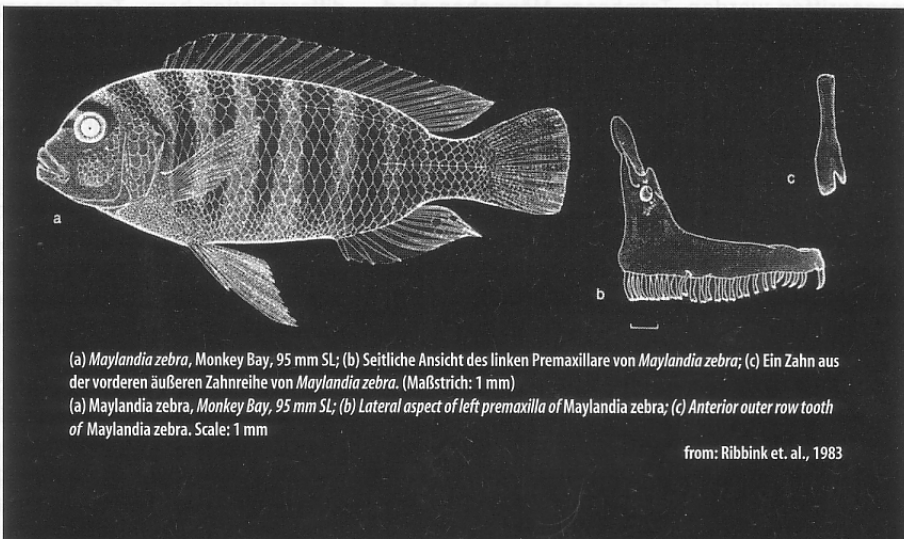 a
b
c
(a) Maylandia zebra, Monkey Bay, 95 mm SL; (b) Seitliche Ansicht des linken Premaxillare von Maylandia zebra; (c) Ein Zahn aus
der vorderen äußeren Zahnreihe von Maylandia zebra. (Maßstrich: 1 mm)
(a) Maylandia zebra, Monkey Bay, 95 mm SL; (b) Lateral aspect of left premaxilla of Maylandia zebra; (c) Anterior outer row tooth
of Maylandia zebra. Scale: 1 mm
from: Ribbink et. al., 1983